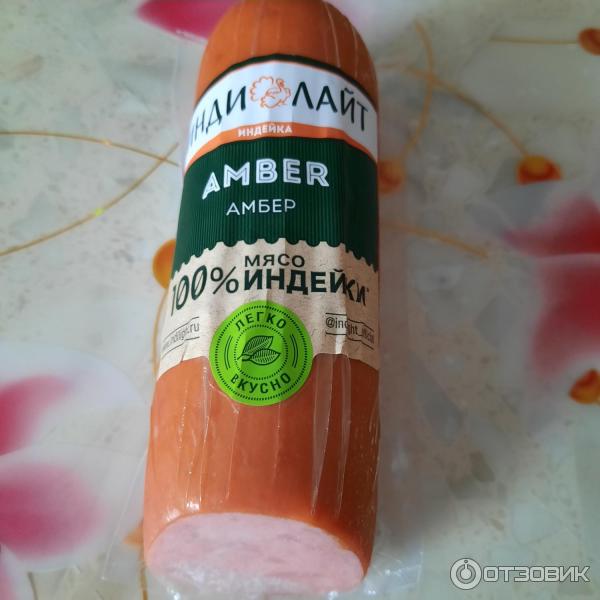 ИНДИ ЛАЙТ
ИНДЕЙКА
AMBER
АМБЕР
100% МЯСО ИНДЕЙКИ*
ЛЕГКО
ВКУСНО
ОТЗОВИК